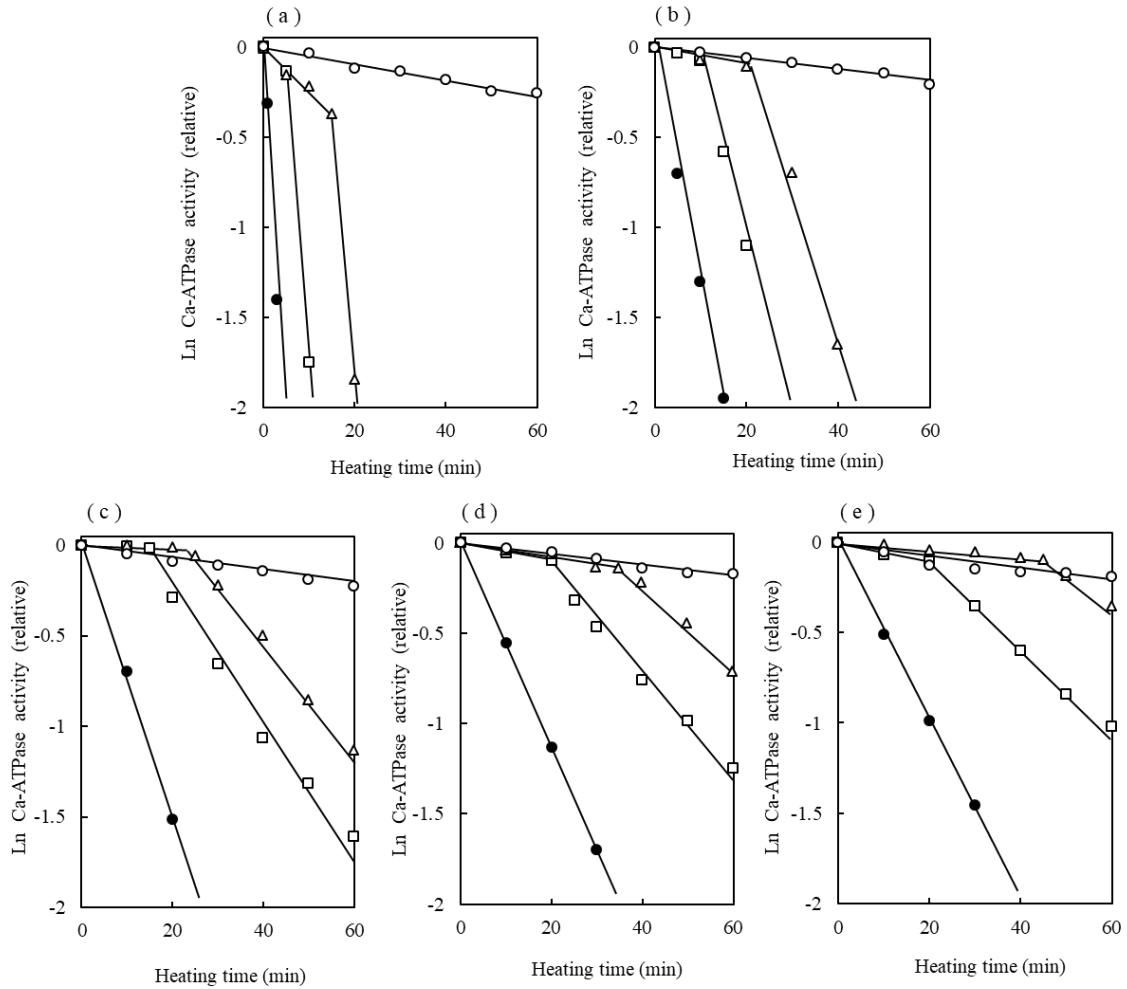 ( a )
0
-0.5
-1
-1.5
-2
Ln Ca-ATPase activity (relative)
0 20 40 60
Heating time (min)
( b )
0
-0.5
-1
-1.5
-2
Ln Ca-ATPase activity (relative)
0 20 40 60
Heating time (min)
( c )
0
-0.5
-1
-1.5
-2
Ln Ca-ATPase activity (relative)
0 20 40 60
Heating time (min)
( d )
0
-0.5
-1
-1.5
-2
Ln Ca-ATPase activity (relative)
0 20 40 60
Heating time (min)
( e )
0
-0.5
-1
-1.5
-2
Ln Ca-ATPase activity (relative)
0 20 40 60
Heating time (min)